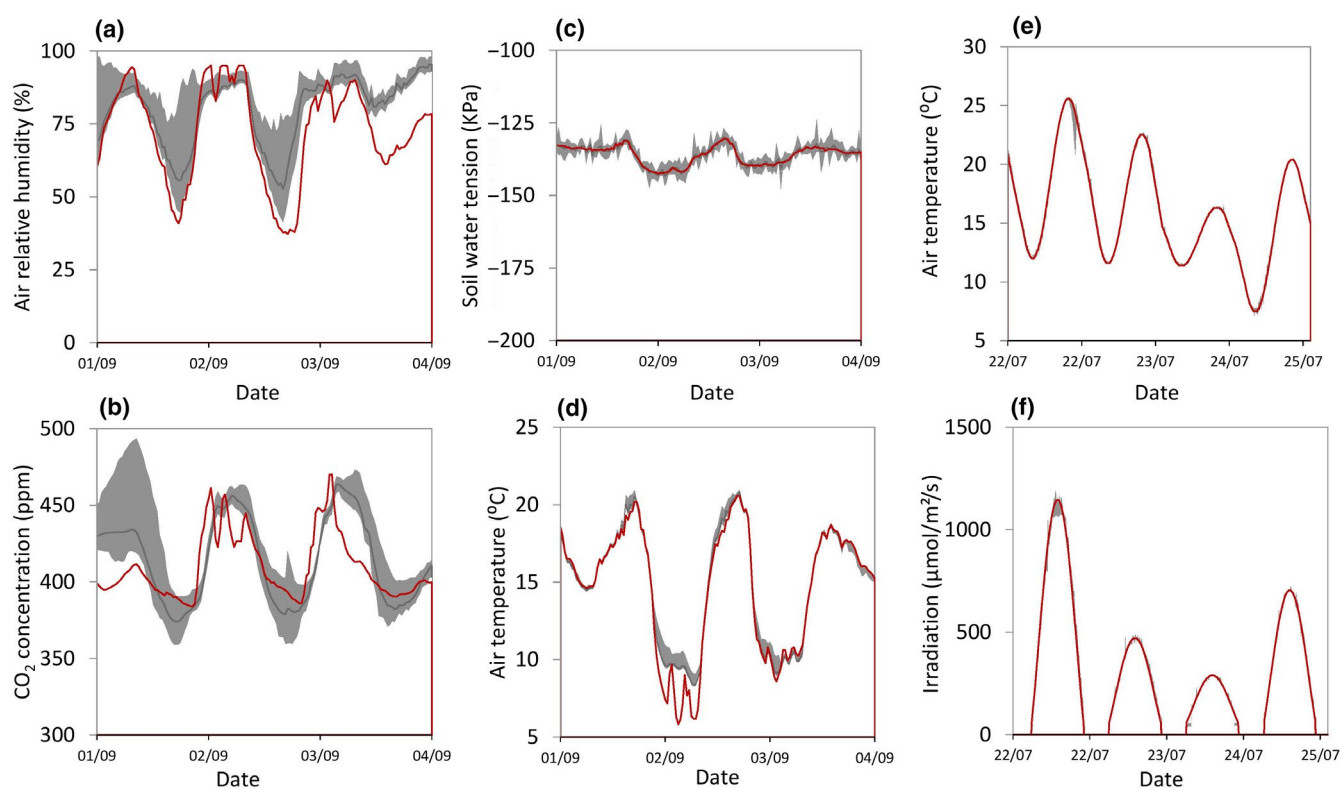 (a)
100
75
50
25
0
Air relative humidity (%)
01/09 02/09 03/09 04/09
Date
(b)
500
450
400
350
300
CO₂ concentration (ppm)
01/09 02/09 03/09 04/09
Date
(c)
−100
−125
−150
−175
−200
Soil water tension (KPa)
01/09 02/09 03/09 04/09
Date
(d)
25
20
15
10
5
Air temperature (⁰C)
01/09 02/09 03/09 04/09
Date
(e)
30
25
20
15
10
5
Air temperature (⁰C)
22/07 22/07 23/07 24/07 25/07
Date
(f)
1500
1000
500
0
Irradiation (µmol/m²/s)
22/07 22/07 23/07 24/07 25/07
Date